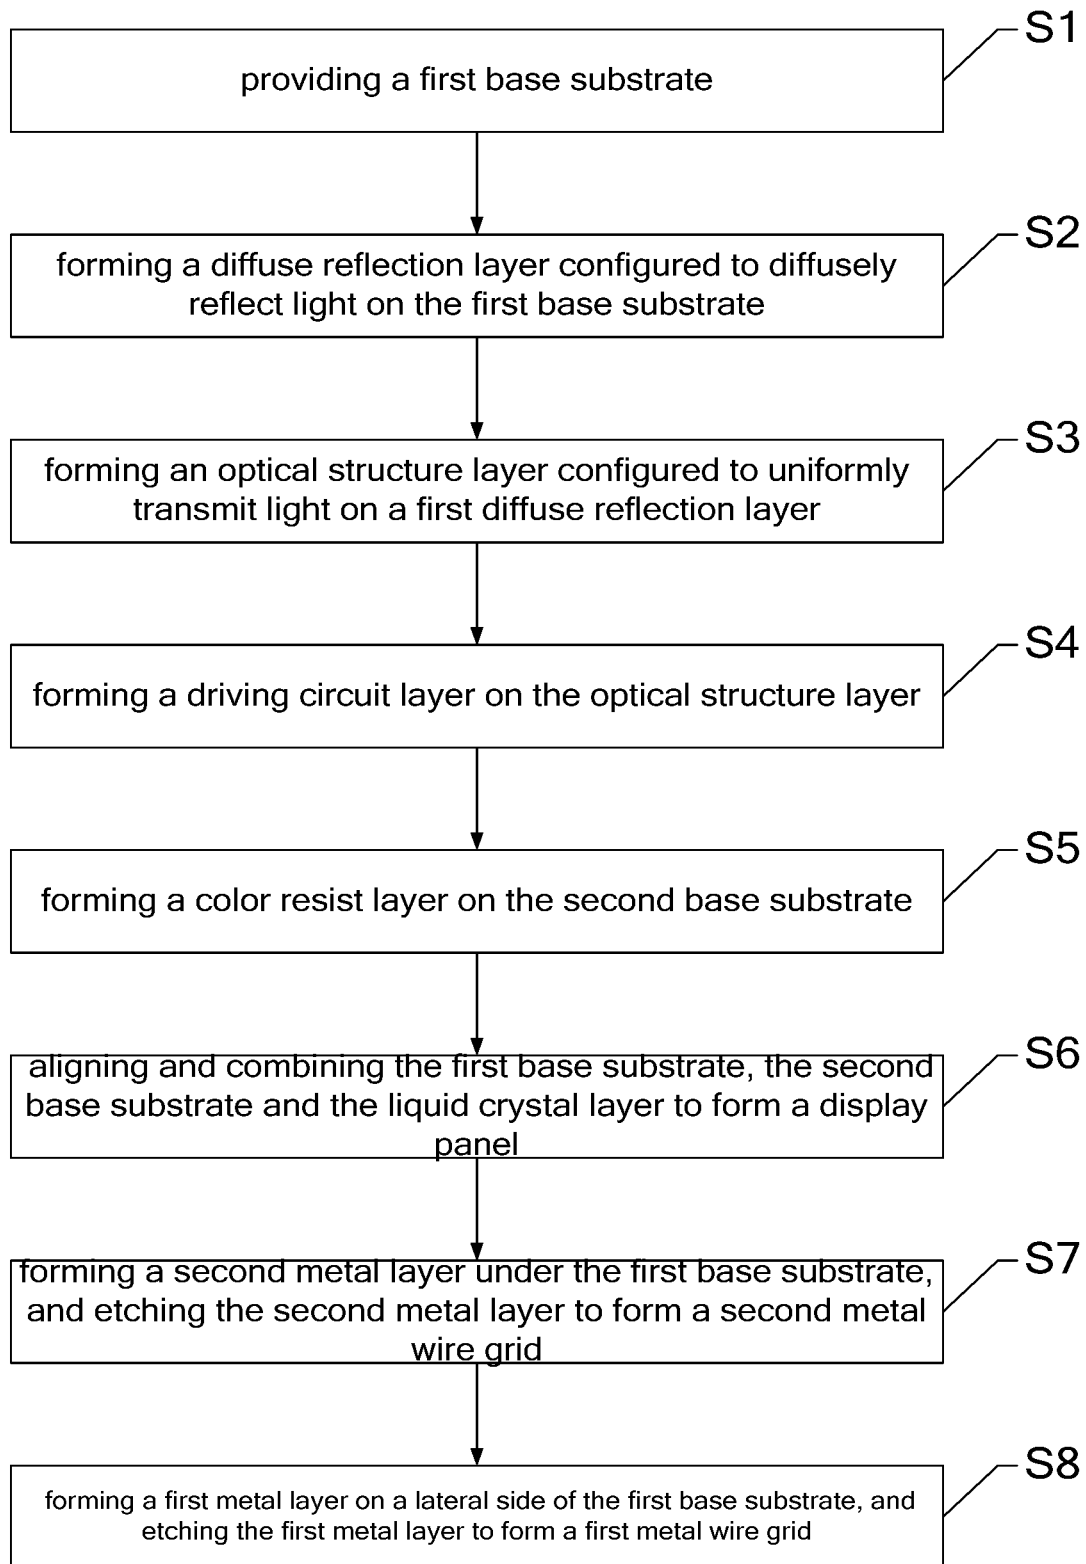 S1
providing a first base substrate
S2
forming a diffuse reflection layer configured to diffusely
reflect light on the first base substrate
S3
forming an optical structure layer configured to uniformly
transmit light on a first diffuse reflection layer
S4
forming a driving circuit layer on the optical structure layer
S5
forming a color resist layer on the second base substrate
S6
aligning and combining the first base substrate, the second
base substrate and the liquid crystal layer to form a display
panel
S7
forming a second metal layer under the first base substrate,
and etching the second metal layer to form a second metal
wire grid
S8
forming a first metal layer on a lateral side of the first base substrate, and
etching the first metal layer to form a first metal wire grid